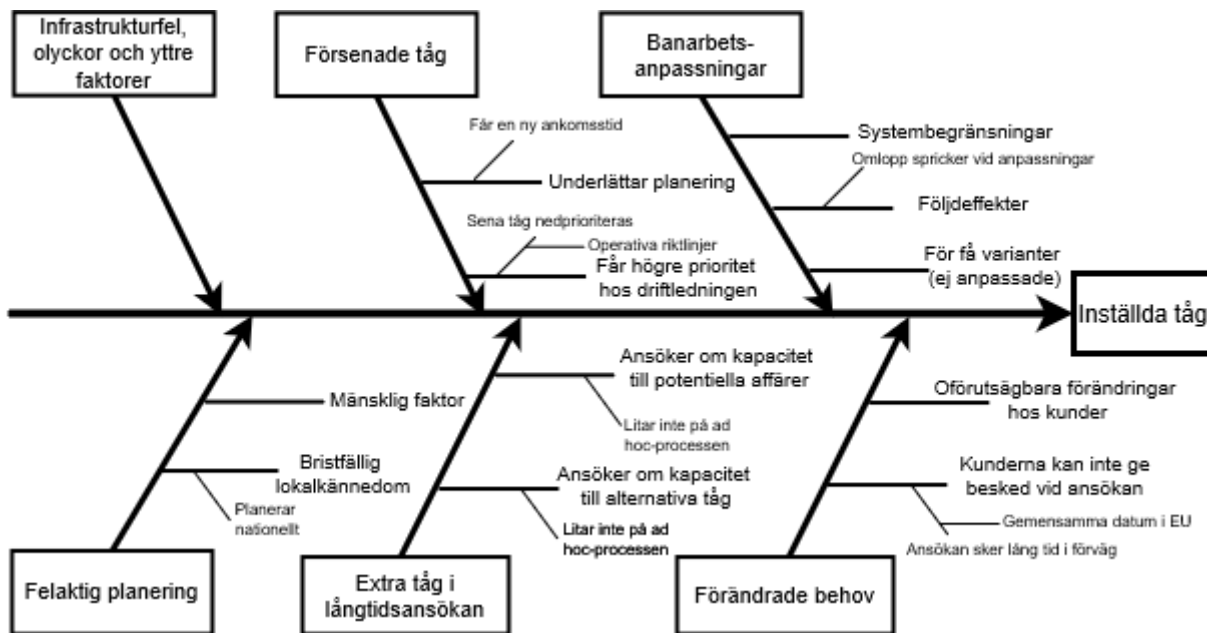 Infrastrukturfel,
olyckor och yttre
faktorer
Försenade tåg
Banarbets-
anpassningar
Får en ny ankomsstid
Underlättar planering
Sena tåg nedprioriteras
Operativa riktlinjer
Får högre prioritet
hos driftledningen
Systembegränsningar
Omlopp spricker vid anpassningar
Följdeffekter
För få varianter
(ej anpassade)
Inställda tåg
Mänsklig faktor
Bristfällig
lokalkännedom
Planerar
nationellt
Ansöker om kapacitet
till potentiella affärer
Litar inte på ad
hoc-processen
Ansöker om kapacitet
till alternativa tåg
Litar inte på ad
hoc-processen
Oförutsägbara förändringar
hos kunder
Kunderna kan inte ge
besked vid ansökan
Gemensamma datum i EU
Ansökan sker lång tid i förväg
Felaktig planering
Extra tåg i
långtidsansökan
Förändrade behov